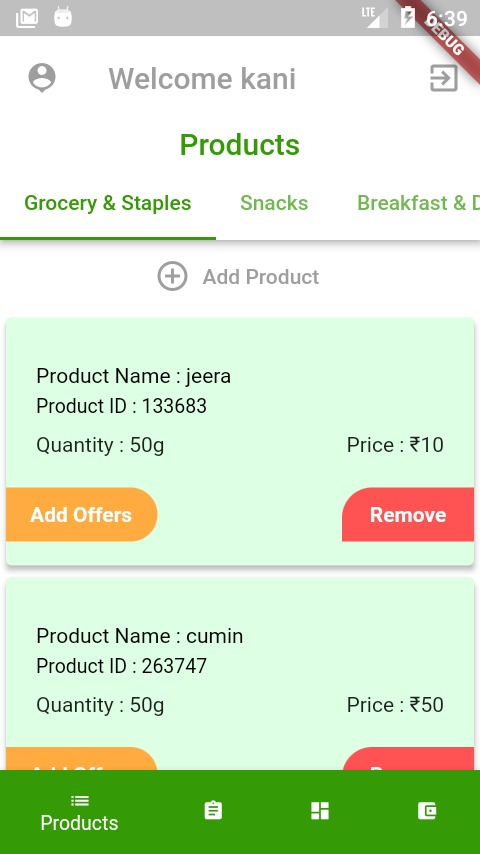 LTE 6:39
DEBUG
Welcome kani
Products
Grocery & Staples Snacks Breakfast & D
Add Product
Product Name : jeera
Product ID : 133683
Quantity : 50g Price : ₹10
Add Offers Remove
Product Name : cumin
Product ID : 263747
Quantity : 50g Price : ₹50
Products